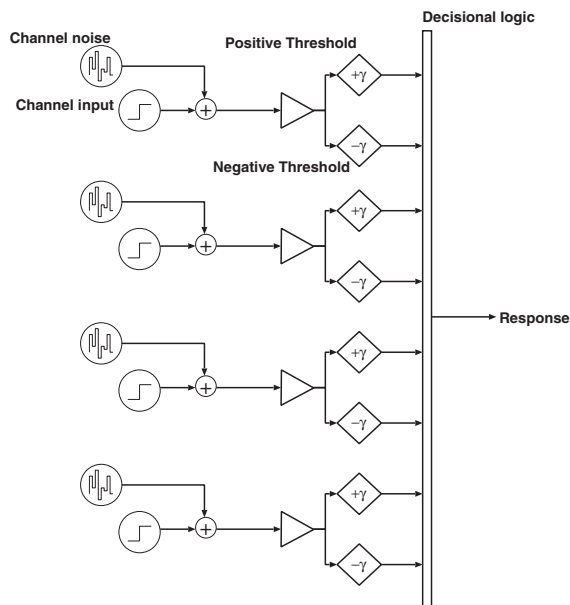 Decisional logic
Channel noise
Positive Threshold
+γ
Channel input
+
−γ
Negative Threshold
+γ
+
−γ
Response
+γ
+
−γ
+γ
+
−γ